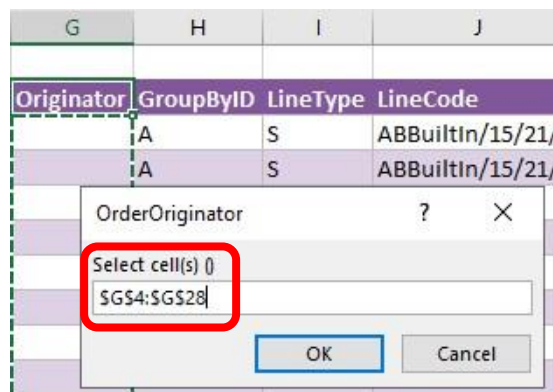 G H I J
Originator GroupByID LineType LineCode
A S ABBuiltIn/15/21/
A S ABBuiltIn/15/21/
OrderOriginator ? ×
Select cell(s) ()
$G$4:$G$28
OK Cancel